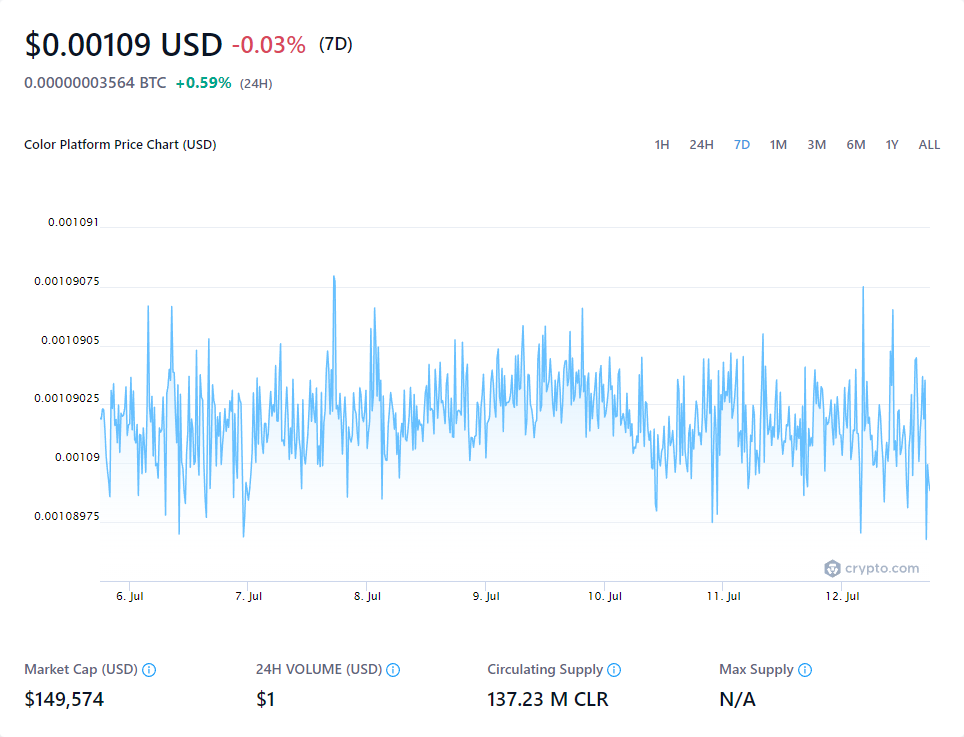 $0.00109 USD -0.03% (7D)
0.00000003564 BTC +0.59% (24H)
Color Platform Price Chart (USD)
1H 24H 7D 1M 3M 6M 1Y ALL
0.001091
0.00109075
0.0010905
0.00109025
0.00109
0.00108975
crypto.com
6. Jul 7. Jul 8. Jul 9. Jul 10. Jul 11. Jul 12. Jul
Market Cap (USD) 24H VOLUME (USD) Circulating Supply Max Supply
$149,574 $1 137.23 M CLR N/A